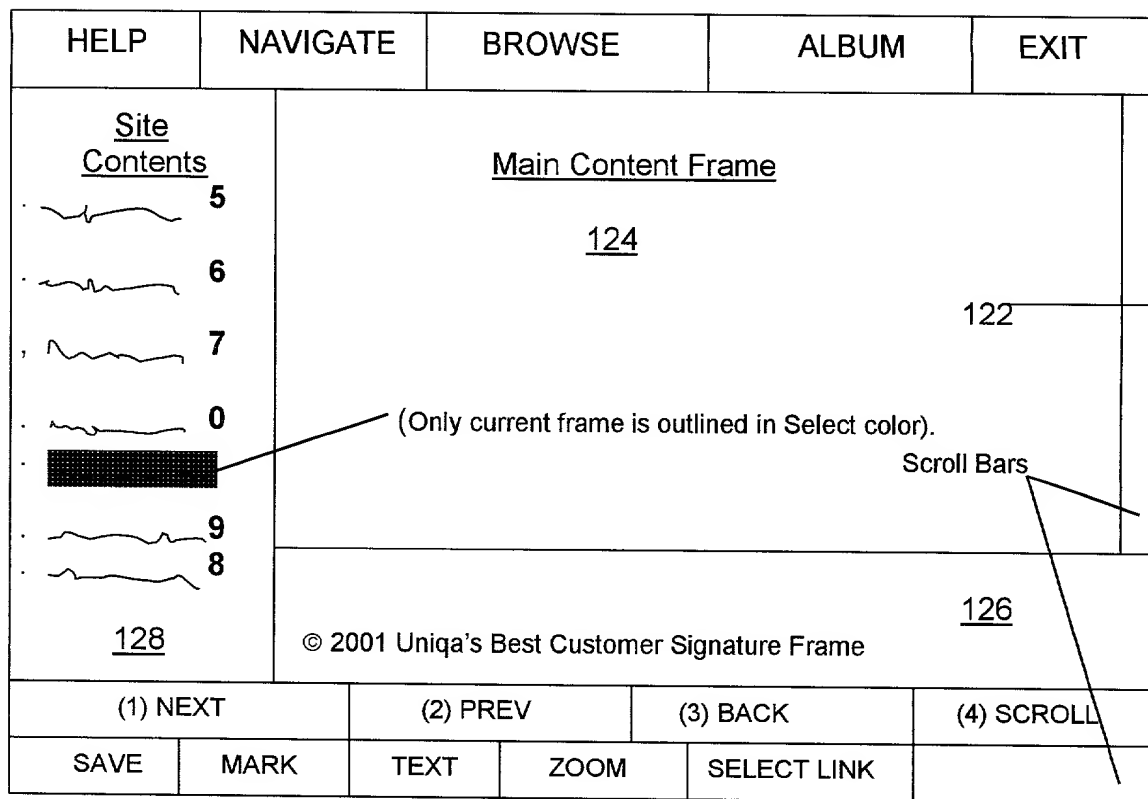 HELP NAVIGATE BROWSE ALBUM EXIT
Site
Contents
5
6
7
0
9
8
128
Main Content Frame
124
122
(Only current frame is outlined in Select color).
Scroll Bars
126
© 2001 Uniqa's Best Customer Signature Frame
(1) NEXT (2) PREV (3) BACK (4) SCROLL
SAVE MARK TEXT ZOOM SELECT LINK